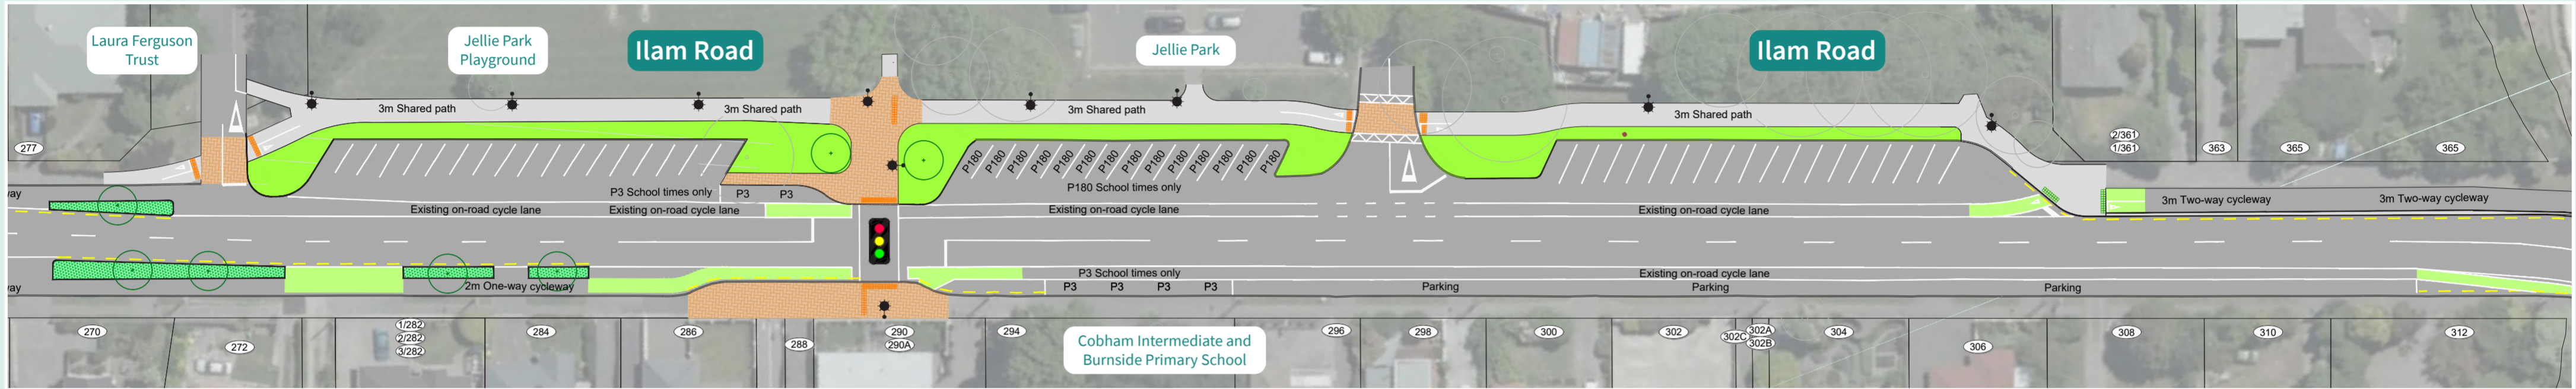 Laura Ferguson
Trust
Jellie Park
Playground
Ilam Road
Jellie Park
Ilam Road
3m Shared path
3m Shared path
3m Shared path
3m Shared path
277
2/361
1/361
363
365
365
P180
P180
P180
P180
P180
P180
P180
P180
P180
P180
P180
P180
P180
P180
P3 School times only
P3
P3
P180 School times only
way
Existing on-road cycle lane
Existing on-road cycle lane
Existing on-road cycle lane
Existing on-road cycle lane
3m Two-way cycleway
3m Two-way cycleway
P3 School times only
Existing on-road cycle lane
way
2m One-way cycleway
P3
P3
P3
P3
Parking
Parking
Parking
270
272
1/282
2/282
3/282
284
286
288
290
290A
294
Cobham Intermediate and
Burnside Primary School
296
298
300
302
302C
302A
302B
304
306
308
310
312